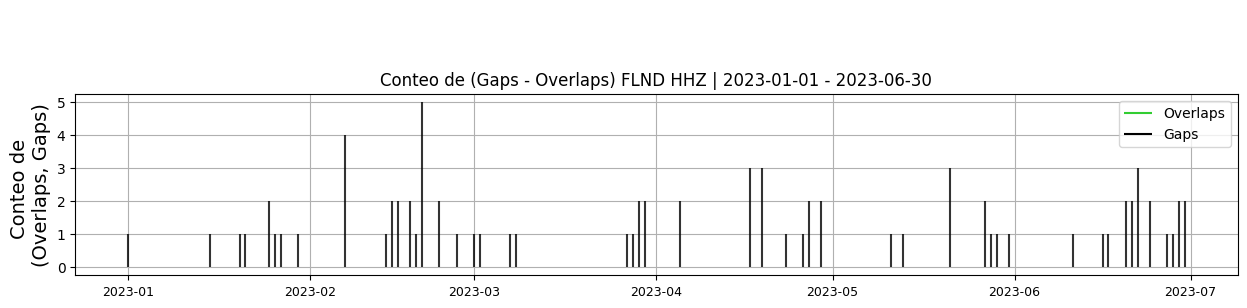 Conteo de (Gaps - Overlaps) FLND HHZ | 2023-01-01 - 2023-06-30
Conteo de
(Overlaps, Gaps)
5
4
3
2
1
0
Overlaps
Gaps
2023-01 2023-02 2023-03 2023-04 2023-05 2023-06 2023-07